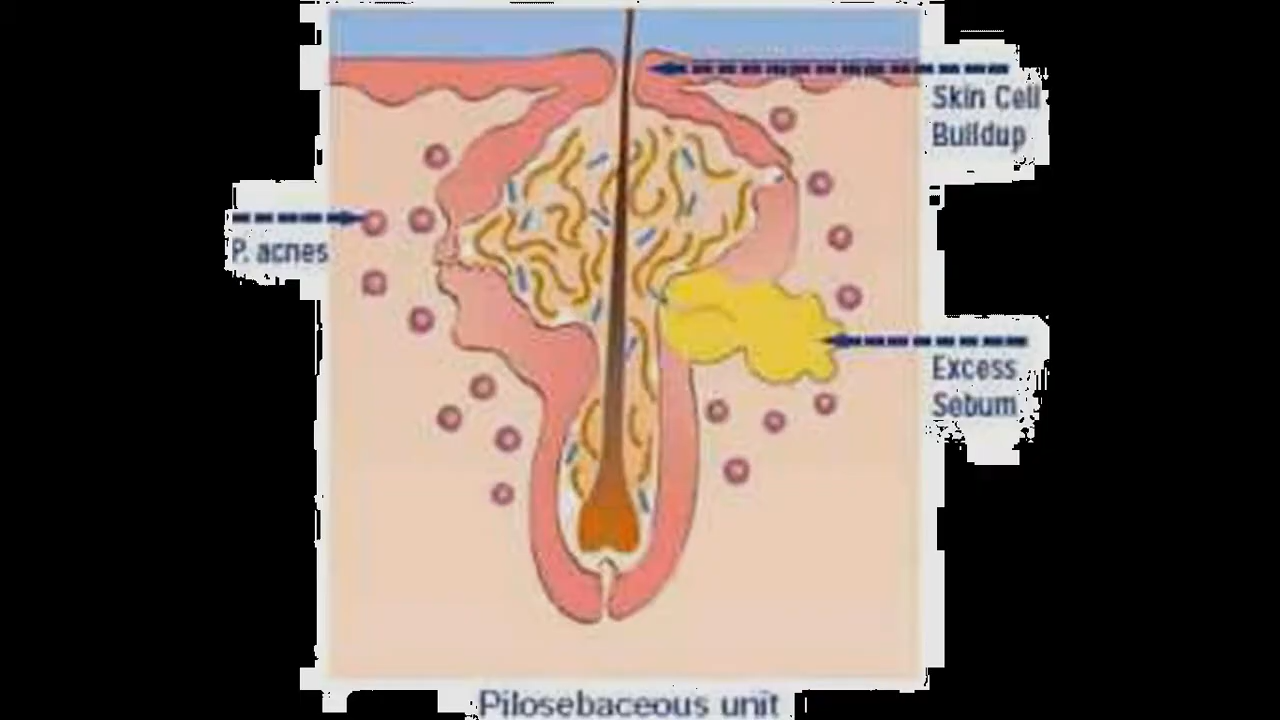 Skin Cell
Buildup
P. acnes
Excess
Sebum
Pilosebaceous unit